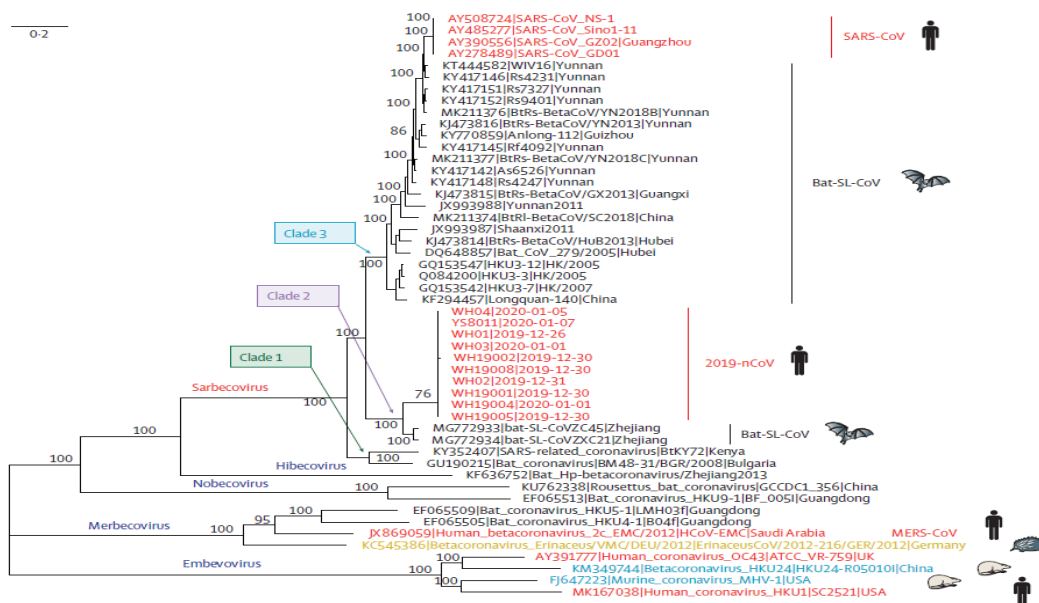 0·2
100 AY508724|SARS-CoV_NS-1
100 AY485277|SARS-CoV_Sino1-11
100 AY390556|SARS-CoV_GZ02|Guangzhou
AY278489|SARS-CoV_GD01
SARS-CoV
100 KT444582|WIV16|Yunnan
KY417146|Rs4231|Yunnan
100 KY417151|Rs7327|Yunnan
KY417152|Rs9401|Yunnan
100 MK211376|BtRs-BetaCoV/YN2018B|Yunnan
KJ473816|BtRs-BetaCoV/YN2013|Yunnan
86 KY770859|Anlong-112|Guizhou
KY417145|Rf4092|Yunnan
100 MK211377|BtRs-BetaCoV/YN2018C|Yunnan
KY417142|As6526|Yunnan
100 KY417148|Rs4247|Yunnan
100 KJ473815|BtRs-BetaCoV/GX2013|Guangxi
JX993988|Yunnan2011
100 MK211374|BtRl-BetaCoV/SC2018|China
JX993987|Shaanxi2011
100 KJ473814|BtRs-BetaCoV/HuB2013|Hubei
DQ648857|Bat_CoV_279/2005|Hubei
100 GQ153547|HKU3-12|HK/2005
Q084200|HKU3-3|HK/2005
GQ153542|HKU3-7|HK/2007
KF294457|Longquan-140|China
Bat-SL-CoV
Clade 3
Clade 2
Clade 1
WH04|2020-01-05
YS8011|2020-01-07
WH01|2019-12-26
WH03|2020-01-01
WH19002|2019-12-30
WH19008|2019-12-30
WH02|2019-12-31
76 WH19001|2019-12-30
WH19004|2020-01-01
WH19005|2019-12-30
2019-nCoV
100
100 MG772933|bat-SL-CoVZC45|Zhejiang
100 MG772934|bat-SL-CoVZXC21|Zhejiang
Bat-SL-CoV
Sarbecovirus
100
100 KY352407|SARS-related_coronavirus|BtKY72|Kenya
100 GU190215|Bat_coronavirus|BM48-31/BGR/2008|Bulgaria
Hibecovirus
100
KF636752|Bat_Hp-betacoronavirus/Zhejiang2013
Nobecovirus
100
KU762338|Rousettus_bat_coronavirus|GCCDC1_356|China
100 EF065513|Bat_coronavirus_HKU9-1|BF_005I|Guangdong
Merbecovirus
100 EF065509|Bat_coronavirus_HKU5-1|LMH03f|Guangdong
95 EF065505|Bat_coronavirus_HKU4-1|B04f|Guangdong
JX869059|Human_betacoronavirus_2c_EMC/2012|HCoV-EMC|Saudi Arabia MERS-CoV
100 KC545386|Betacoronavirus_Erinaceus/VMC/DEU/2012|ErinaceusCoV/2012-216/GER/2012|Germany
Embevovirus
100 AY391777|Human_coronavirus_OC43|ATCC_VR-759|UK
KM349744|Betacoronavirus_HKU24|HKU24-R05010I|China
100 FJ647223|Murine_coronavirus_MHV-1|USA
100 MK167038|Human_coronavirus_HKU1|SC2521|USA